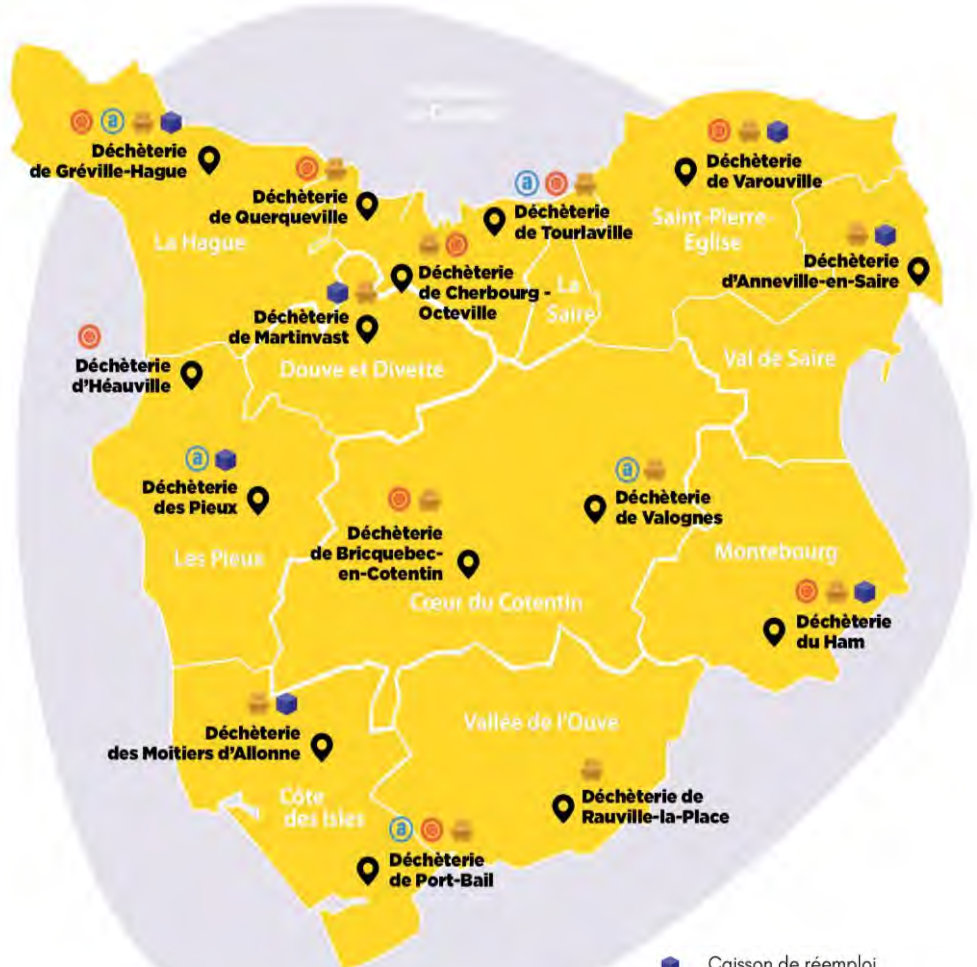 Déchèterie
de Gréville-Hague
Déchèterie
de Querqueville
Déchèterie
de Tourlaville
Déchèterie
de Varouville
La Hague
Saint-Pierre-
Eglise
Déchèterie
d'Anneville-en-Saire
Déchèterie
de Cherbourg -
Octeville
La
Saire
Déchèterie
de Martinvast
Déchèterie
d'Héauville
Douve et Divette
Val de Saire
Déchèterie
des Pieux
Déchèterie
de Valognes
Déchèterie
de Bricquebec-
en-Cotentin
Les Pieux
Montebourg
Cœur du Cotentin
Déchèterie
du Ham
Déchèterie
des Moitiers d'Allonne
Vallée de l'Ouve
Côte
des Isles
Déchèterie de
Rauville-la-Place
Déchèterie
de Port-Bail
Caisson de réemploi